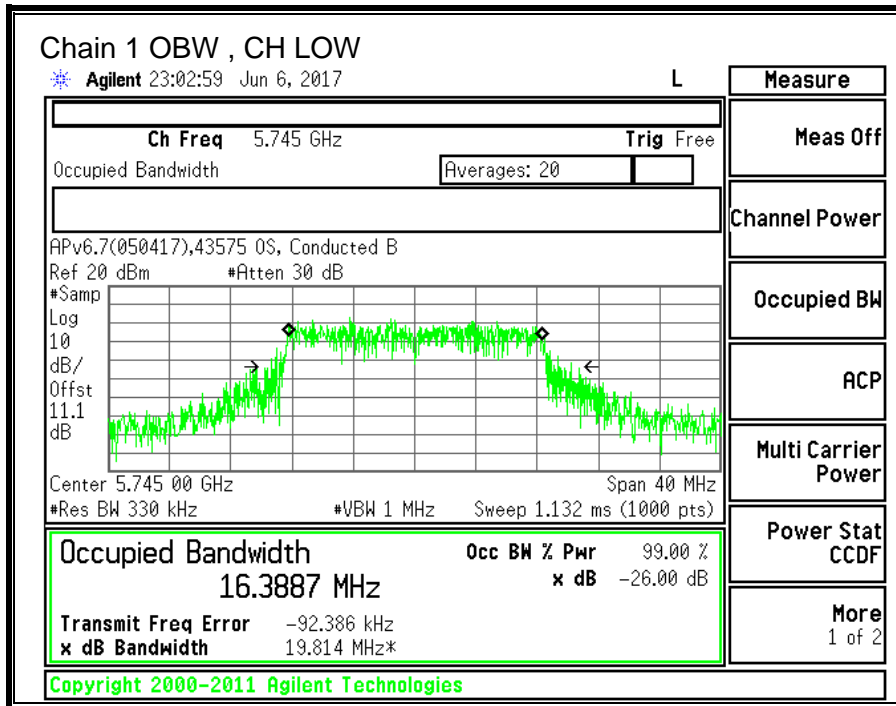 Chain 1 OBW , CH LOW
Agilent 23:02:59 Jun 6, 2017 L
Measure
Ch Freq 5.745 GHz Trig Free
Occupied Bandwidth Averages: 20
APv6.7(050417),43575 OS, Conducted B
Ref 20 dBm #Atten 30 dB
#Samp
Log
10
dB/
Offst
11.1
dB
Center 5.745 00 GHz Span 40 MHz
#Res BW 330 kHz #VBW 1 MHz Sweep 1.132 ms (1000 pts)
Occupied Bandwidth Occ BW % Pwr 99.00 %
16.3887 MHz x dB -26.00 dB
Transmit Freq Error -92.386 kHz
x dB Bandwidth 19.814 MHz*
Copyright 2000-2011 Agilent Technologies
Meas Off
Channel Power
Occupied BW
ACP
Multi Carrier
Power
Power Stat
CCDF
More
1 of 2